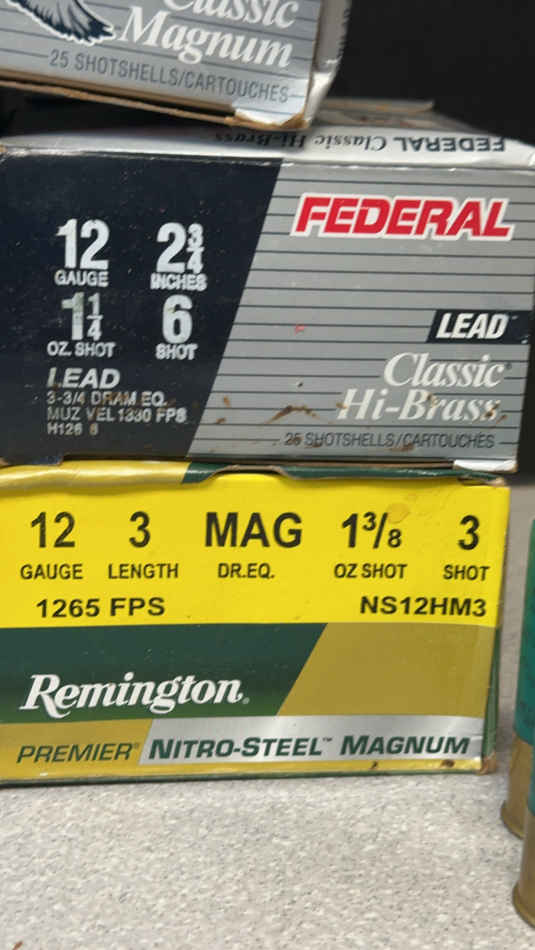 Classic
Magnum
25 SHOTSHELLS/CARTOUCHES
FEDERAL Classic Hi-Brass
FEDERAL
12 2 3/4
GAUGE INCHES
1 1/4 6
OZ. SHOT SHOT
LEAD
LEAD
3-3/4 DRAM EQ.
MUZ VEL 1330 FPS
H126 6
Classic
Hi-Brass
25 SHOTSHELLS/CARTOUCHES
12 3 MAG 1 3/8 3
GAUGE LENGTH DR.EQ. OZ SHOT SHOT
1265 FPS NS12HM3
Remington®
PREMIER® NITRO-STEEL™ MAGNUM